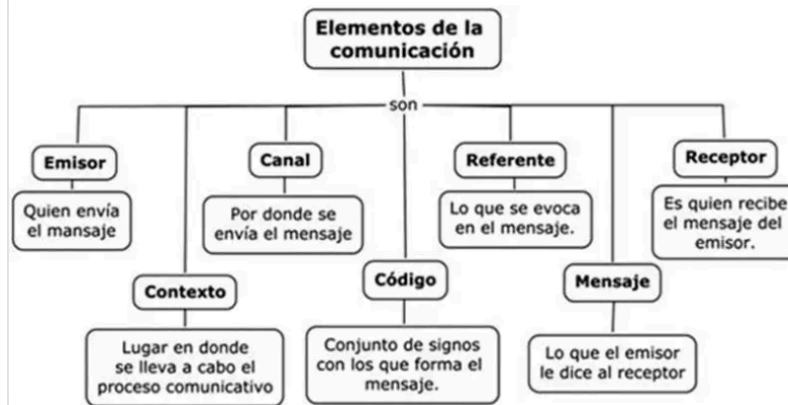 Elementos de la
comunicación
son
Emisor
Quien envía
el mansaje
Canal
Por donde se
envía el mensaje
Referente
Lo que se evoca
en el mensaje.
Receptor
Es quien recibe
el mensaje del
emisor.
Contexto
Lugar en donde
se lleva a cabo el
proceso comunicativo
Código
Conjunto de signos
con los que forma el
mensaje.
Mensaje
Lo que el emisor
le dice al receptor